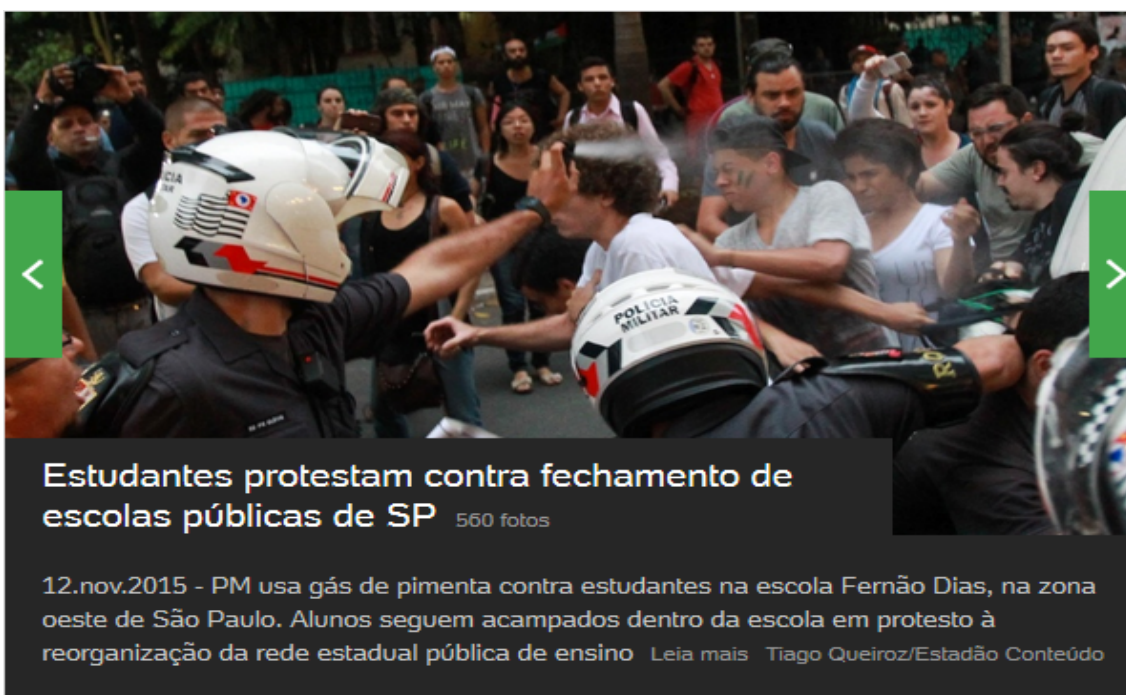 POLÍCIA
MILITAR
Estudantes protestam contra fechamento de
escolas públicas de SP 560 fotos
12.nov.2015 - PM usa gás de pimenta contra estudantes na escola Fernão Dias, na zona
oeste de São Paulo. Alunos seguem acampados dentro da escola em protesto à
reorganização da rede estadual pública de ensino Leia mais Tiago Queiroz/Estadão Conteúdo